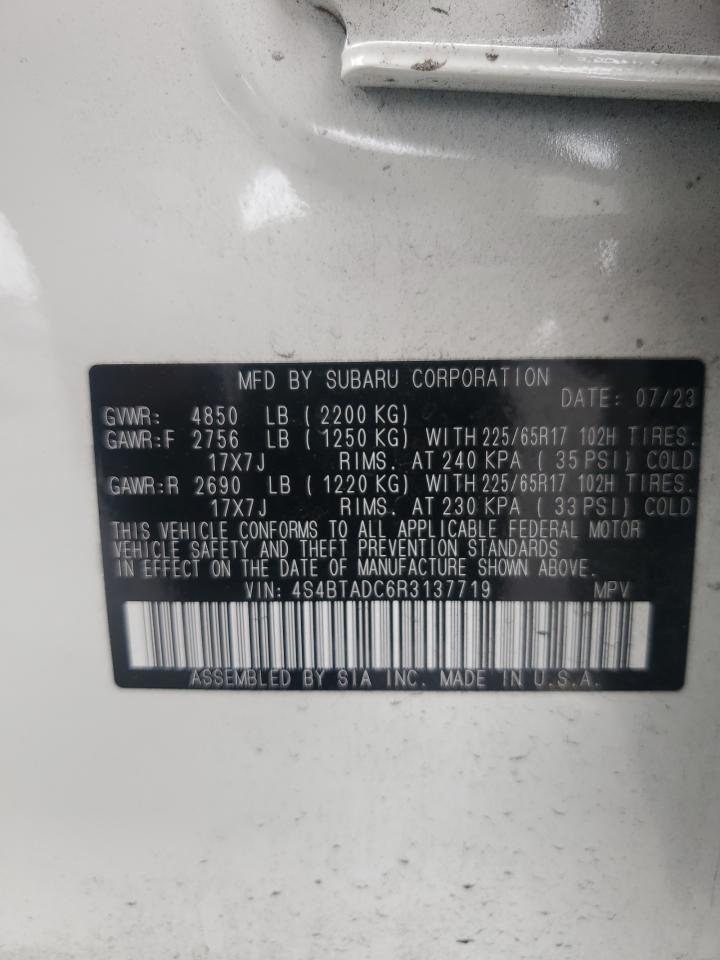 MFD BY SUBARU CORPORATION
DATE: 07/23
GVWR: 4850 LB ( 2200 KG)
GAWR:F 2756 LB ( 1250 KG) WITH 225/65R17 102H TIRES.
17X7J RIMS. AT 240 KPA ( 35 PSI) COLD
GAWR:R 2690 LB ( 1220 KG) WITH 225/65R17 102H TIRES.
17X7J RIMS. AT 230 KPA ( 33 PSI) COLD
THIS VEHICLE CONFORMS TO ALL APPLICABLE FEDERAL MOTOR
VEHICLE SAFETY AND THEFT PREVENTION STANDARDS
IN EFFECT ON THE DATE OF MANUFACTURE SHOWN ABOVE.
VIN: 4S4BTADC6R3137719 MPV
ASSEMBLED BY SIA INC. MADE IN U.S.A.